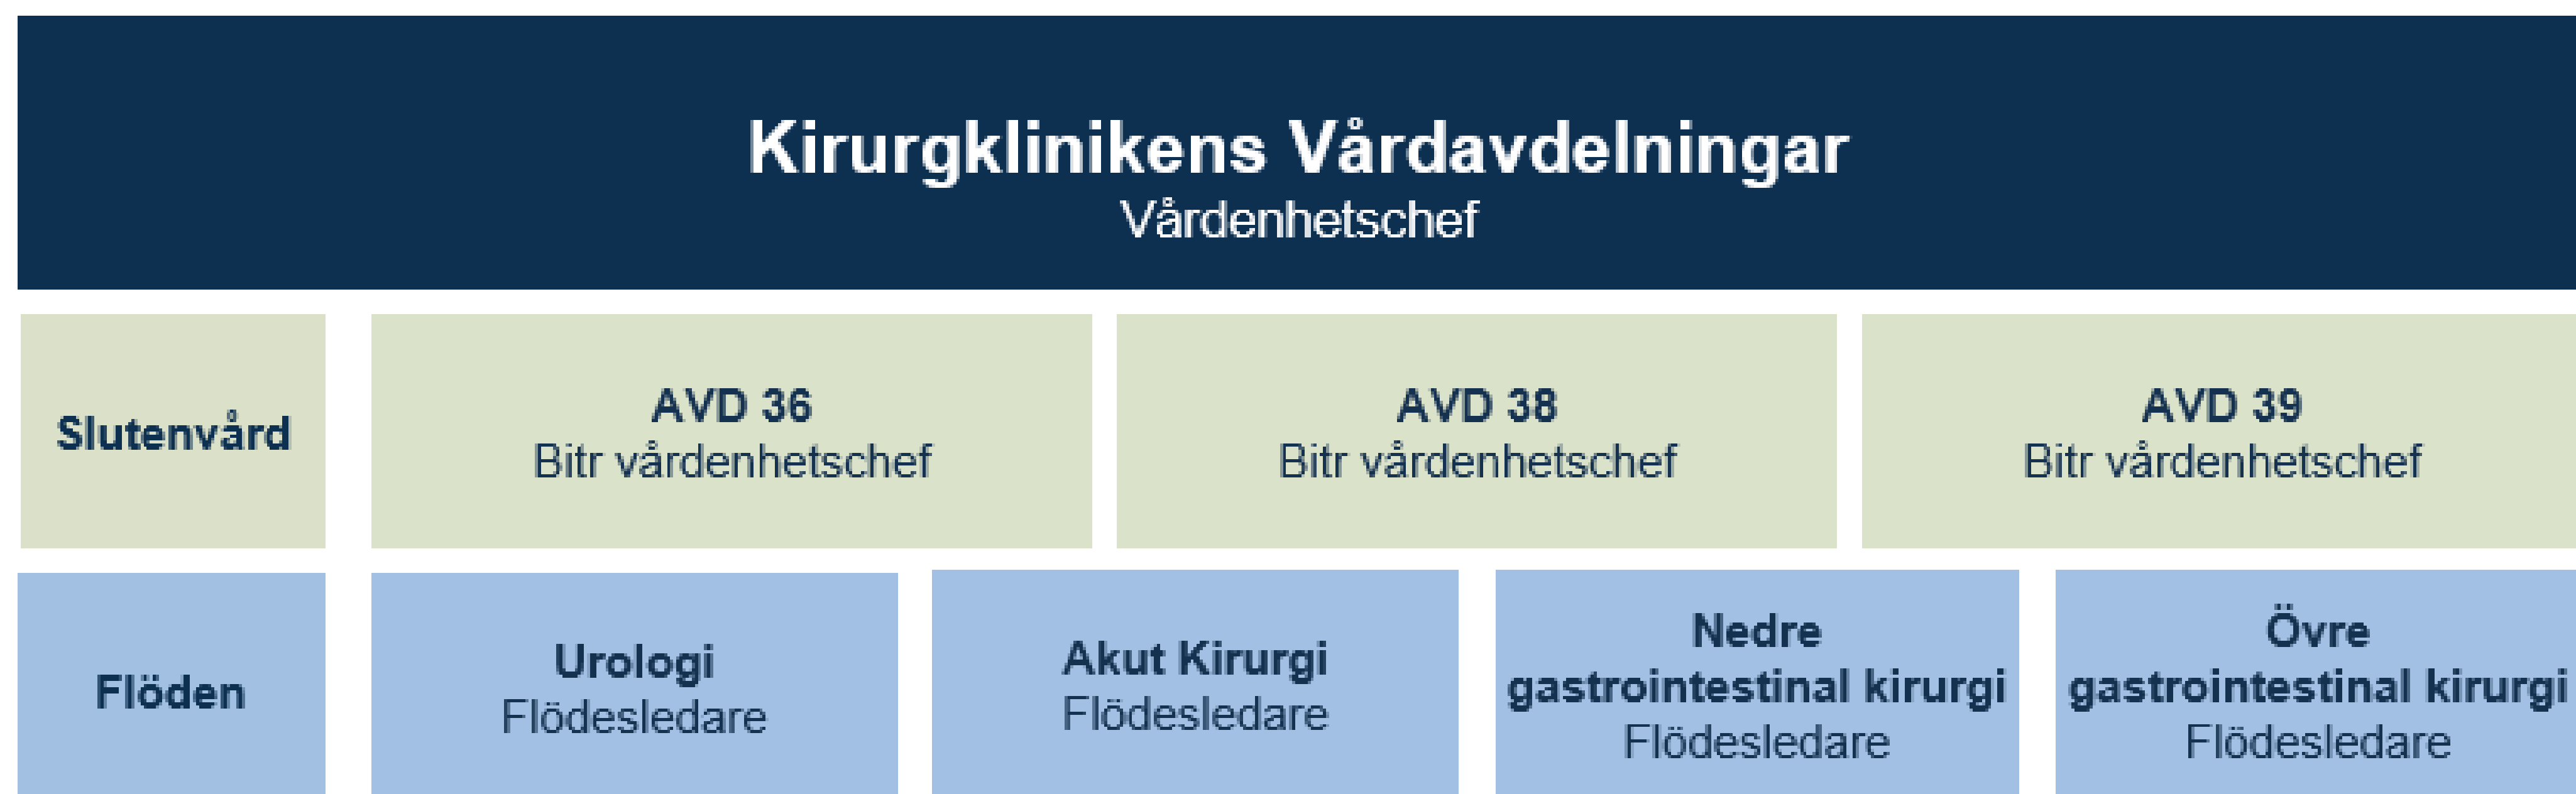 Kirurgklinikens Vårdavdelningar
Vårdenhetschef
Slutenvård
AVD 36
Bitr vårdenhetschef
AVD 38
Bitr vårdenhetschef
AVD 39
Bitr vårdenhetschef
Flöden
Urologi
Flödesledare
Akut Kirurgi
Flödesledare
Nedre
gastrointestinal kirurgi
Flödesledare
Övre
gastrointestinal kirurgi
Flödesledare